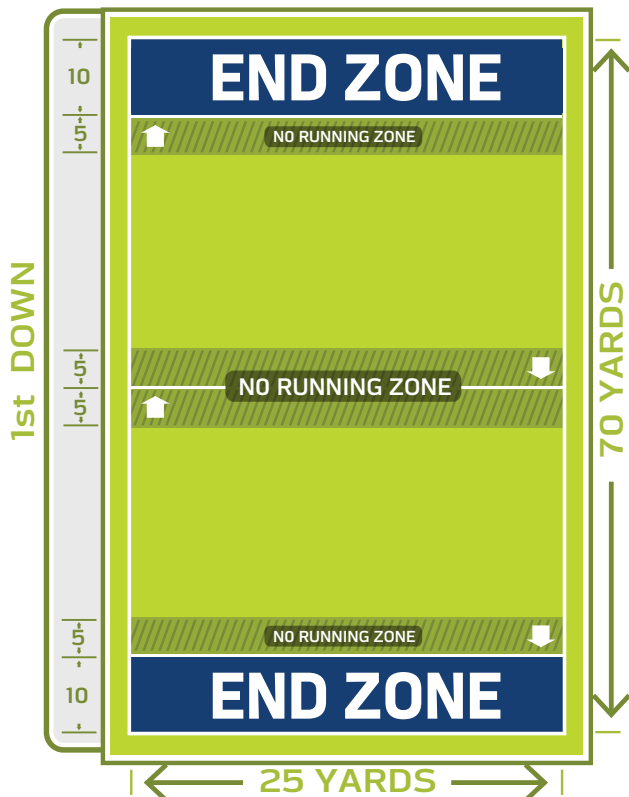 END ZONE
10
5
NO RUNNING ZONE
1st DOWN
5
NO RUNNING ZONE
5
70 YARDS
5
NO RUNNING ZONE
END ZONE
10
25 YARDS